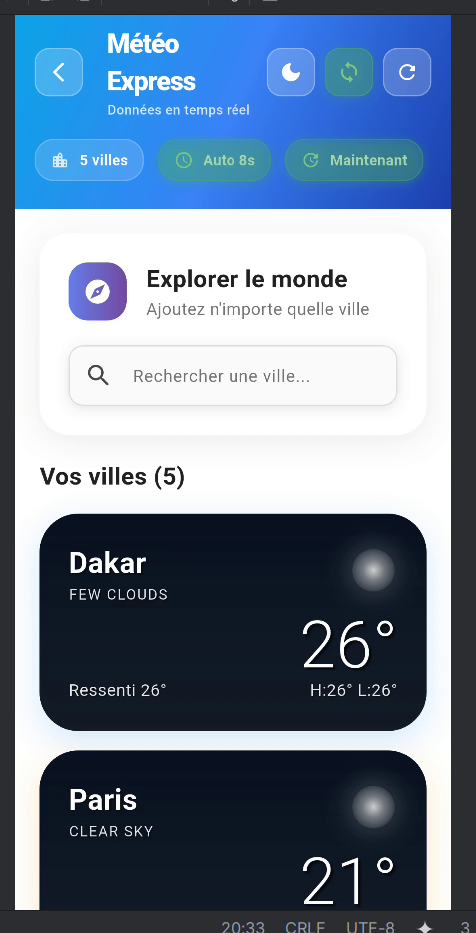 Météo
Express
Données en temps réel
5 villes
Auto 8s
Maintenant
Explorer le monde
Ajoutez n'importe quelle ville
Rechercher une ville...
Vos villes (5)
Dakar
FEW CLOUDS
26°
Ressenti 26°
H:26° L:26°
Paris
CLEAR SKY
21°
20:33 CRLF UTF-8 3